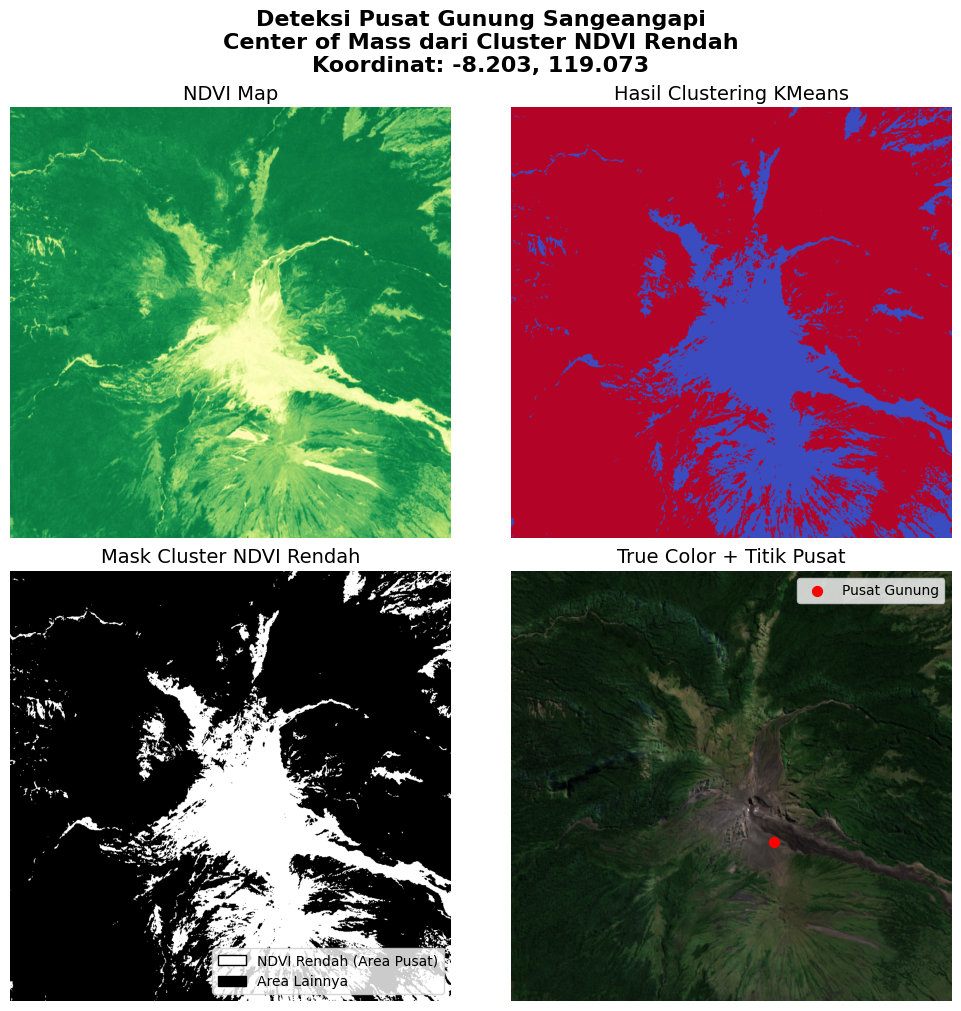 Deteksi Pusat Gunung Sangeangapi
Center of Mass dari Cluster NDVI Rendah
Koordinat: -8.203, 119.073
NDVI Map
Hasil Clustering KMeans
Mask Cluster NDVI Rendah
NDVI Rendah (Area Pusat)
Area Lainnya
True Color + Titik Pusat
Pusat Gunung